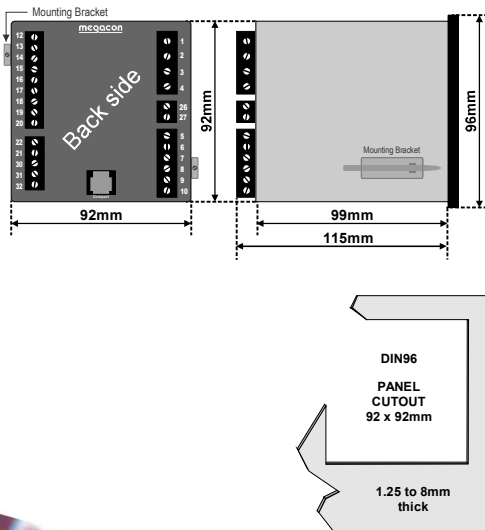 Mounting Bracket
megacon
12
13
14
15
16
17
18
19
20
22
21
30
31
32
Back side
1
2
3
4
26
27
5
6
7
8
9
10
92mm
92mm
Mounting Bracket
96mm
99mm
115mm
DIN96
PANEL
CUTOUT
92 x 92mm
1.25 to 8mm
thick